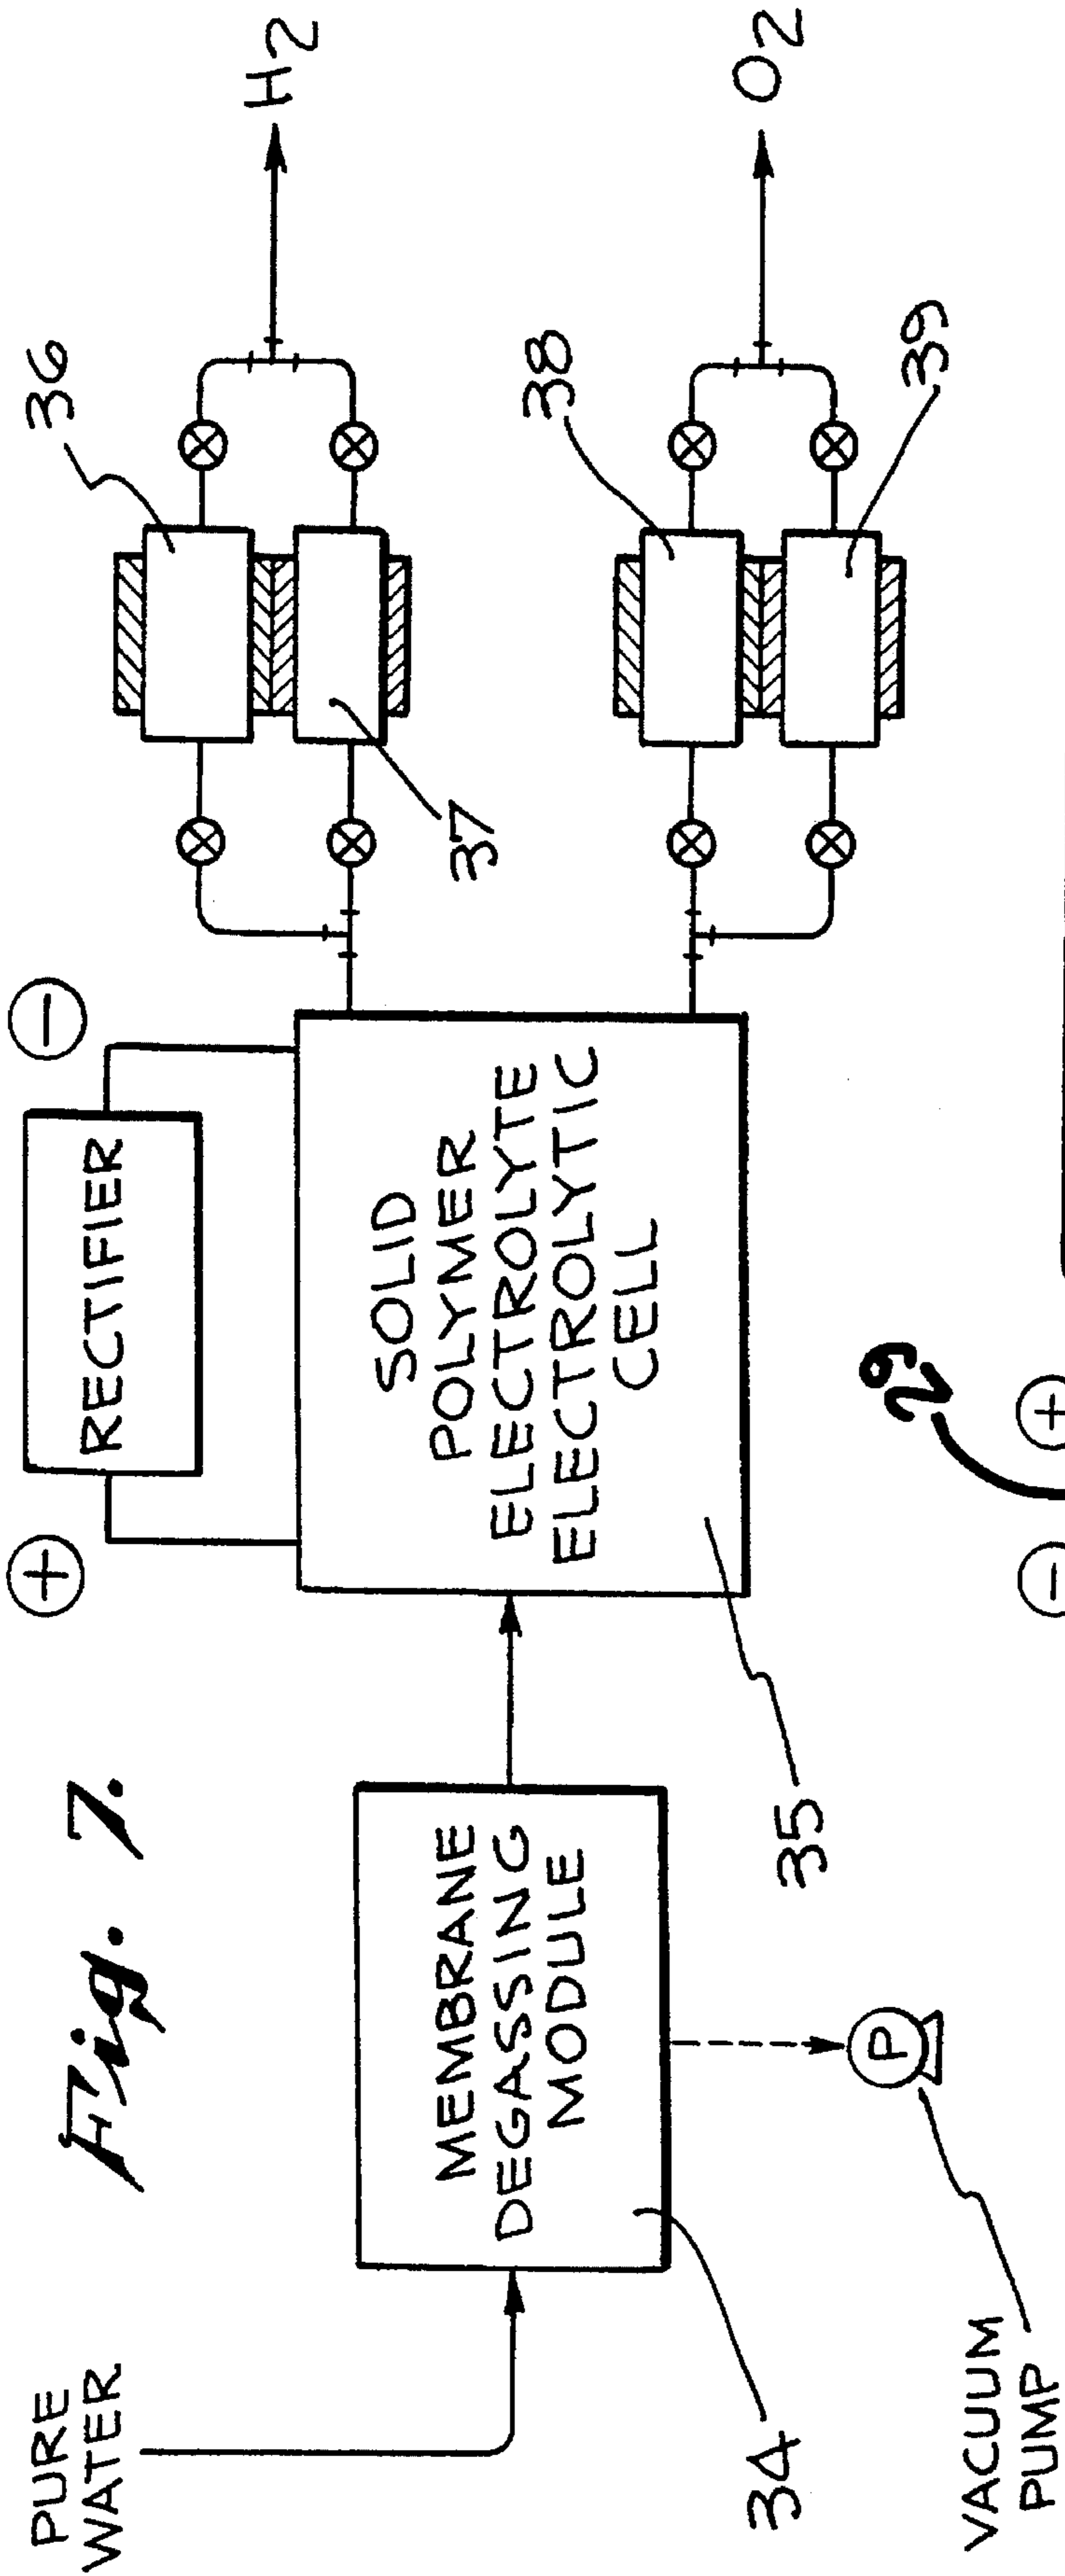 Fig. 7.
PURE
WATER
MEMBRANE
DEGASSING
MODULE
34
VACUUM
PUMP
P
+
RECTIFIER
−
SOLID
POLYMER
ELECTROLYTE
ELECTROLYTIC
CELL
35
36
37
H2
38
39
O2
29
−
+